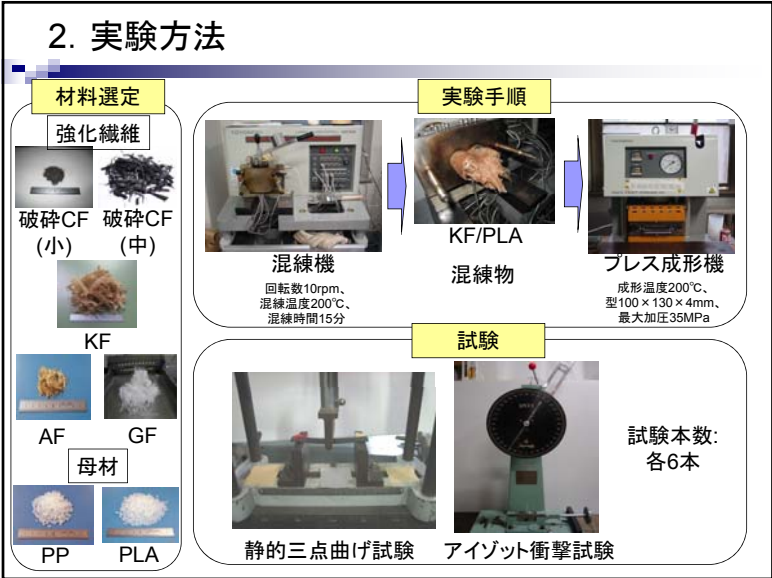 2. 実験方法
材料選定
強化繊維
破砕CF
(小)
破砕CF
(中)
KF
AF
GF
母材
PP
PLA
実験手順
混練機
回転数10rpm、
混練温度200℃、
混練時間15分
KF/PLA
混練物
プレス成形機
成形温度200℃、
型100×130×4mm、
最大加圧35MPa
試験
静的三点曲げ試験
アイゾット衝撃試験
試験本数:
各6本